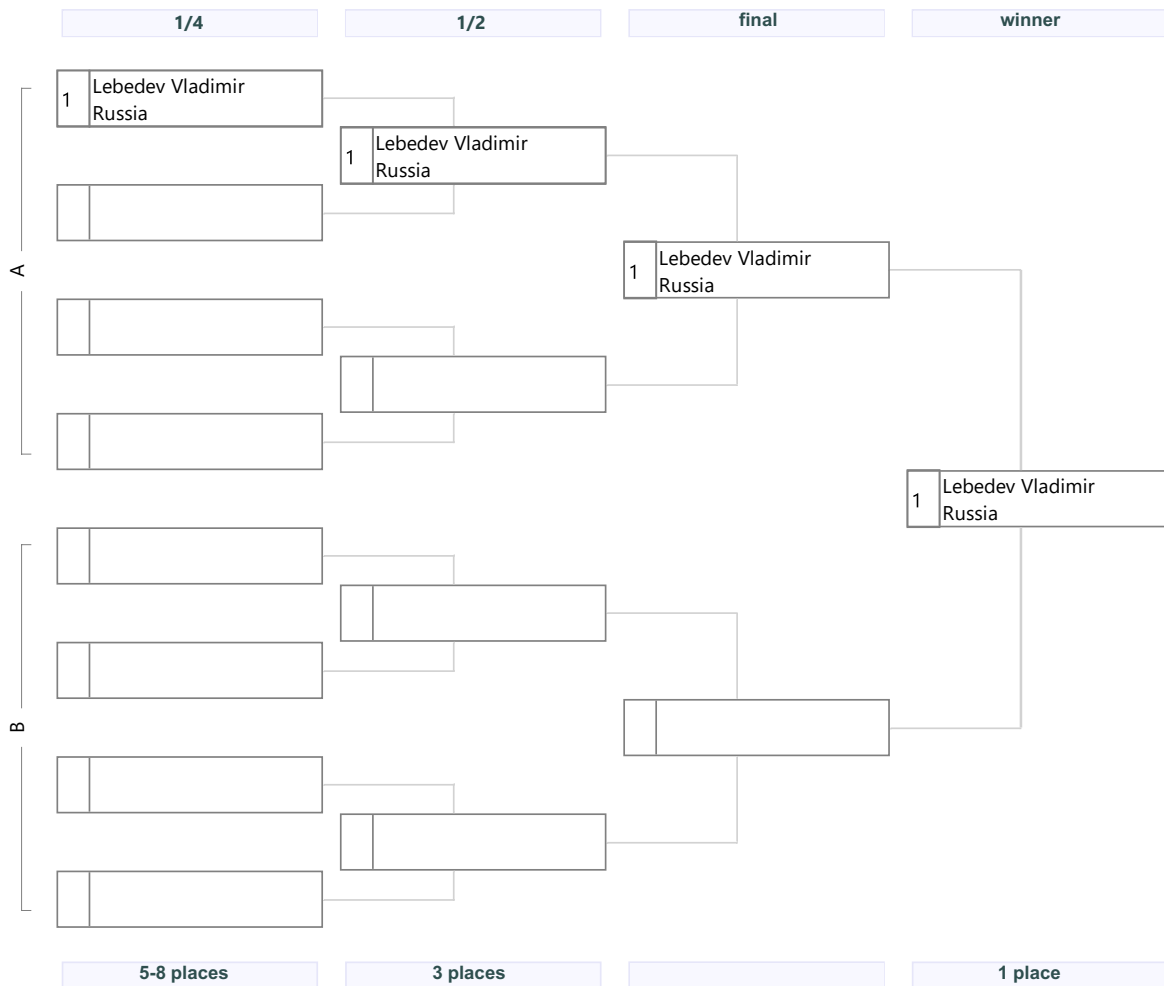 1/4 1/2 final winner
1 Lebedev Vladimir
Russia
1 Lebedev Vladimir
Russia
A
1 Lebedev Vladimir
Russia
1 Lebedev Vladimir
Russia
B
5-8 places 3 places 1 place